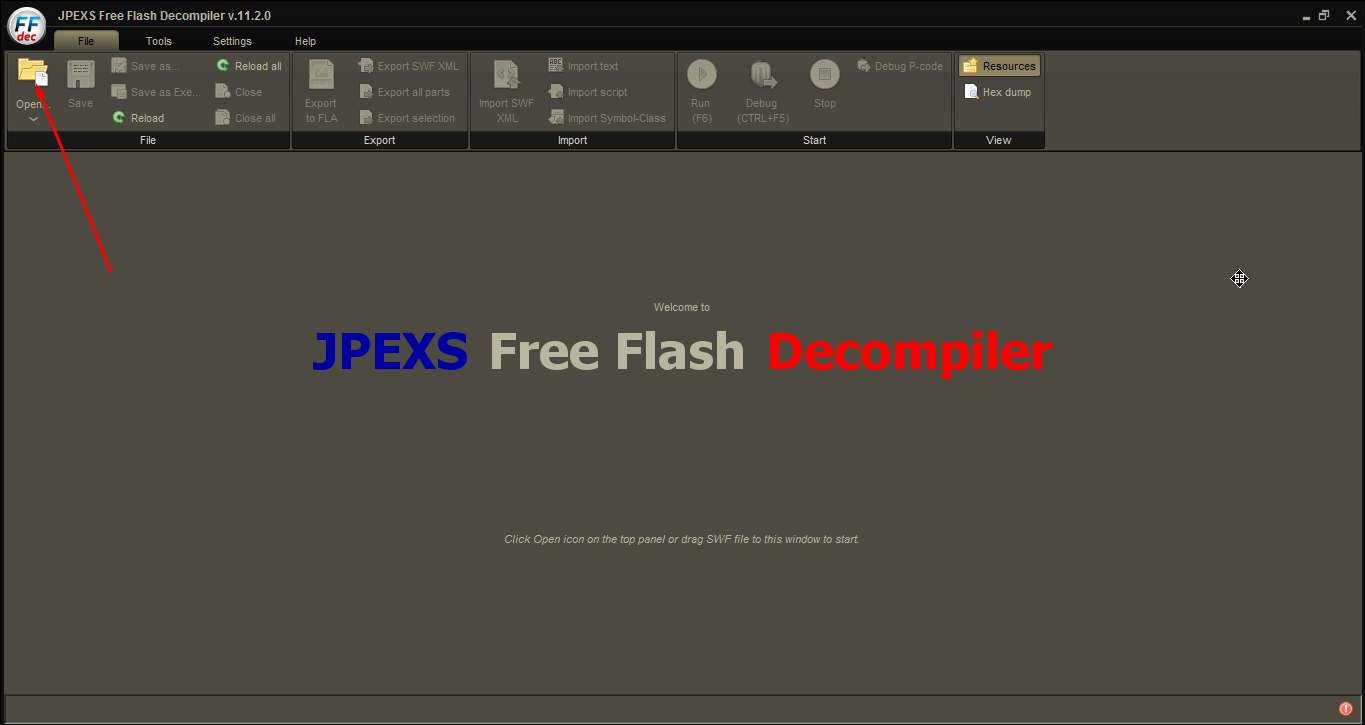 JPEXS Free Flash Decompiler v.11.2.0
FF
dec
File Tools Settings Help
Open...
Save
Save as...
Save as Exe...
Reload
Reload all
Close
Close all
File
Export
to FLA
Export SWF XML
Export all parts
Export selection
Export
Import SWF
XML
ABC
Import text
Import script
Import Symbol-Class
Import
Run
(F6)
Debug
(CTRL+F5)
Stop
Debug P-code
Start
Resources
Hex dump
View
Welcome to
JPEXS Free Flash Decompiler
Click Open icon on the top panel or drag SWF file to this window to start.